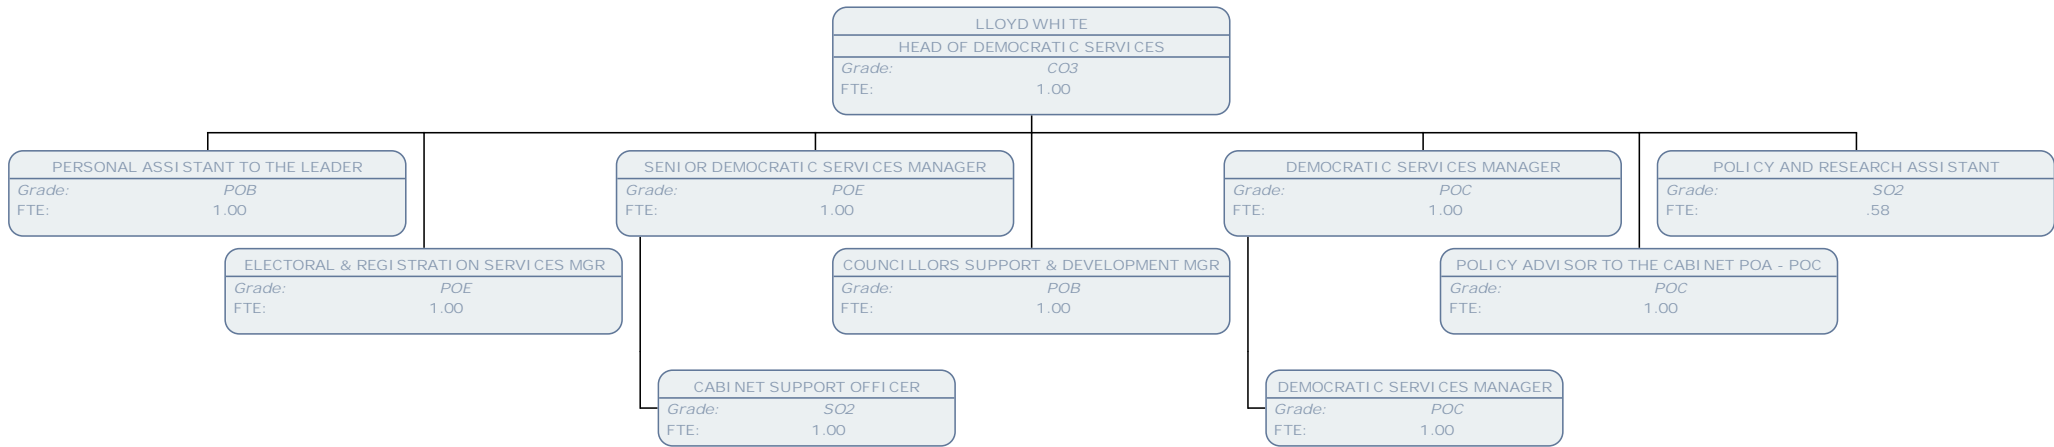 LLOYD WHITE
HEAD OF DEMOCRATIC SERVICES
Grade: CO3
FTE: 1.00
PERSONAL ASSISTANT TO THE LEADER
Grade: POB
FTE: 1.00
SENIOR DEMOCRATIC SERVICES MANAGER
Grade: POE
FTE: 1.00
DEMOCRATIC SERVICES MANAGER
Grade: POC
FTE: 1.00
POLICY AND RESEARCH ASSISTANT
Grade: SO2
FTE: .58
ELECTORAL & REGISTRATION SERVICES MGR
Grade: POE
FTE: 1.00
COUNCILLORS SUPPORT & DEVELOPMENT MGR
Grade: POB
FTE: 1.00
POLICY ADVISOR TO THE CABINET POA - POC
Grade: POC
FTE: 1.00
CABINET SUPPORT OFFICER
Grade: SO2
FTE: 1.00
DEMOCRATIC SERVICES MANAGER
Grade: POC
FTE: 1.00